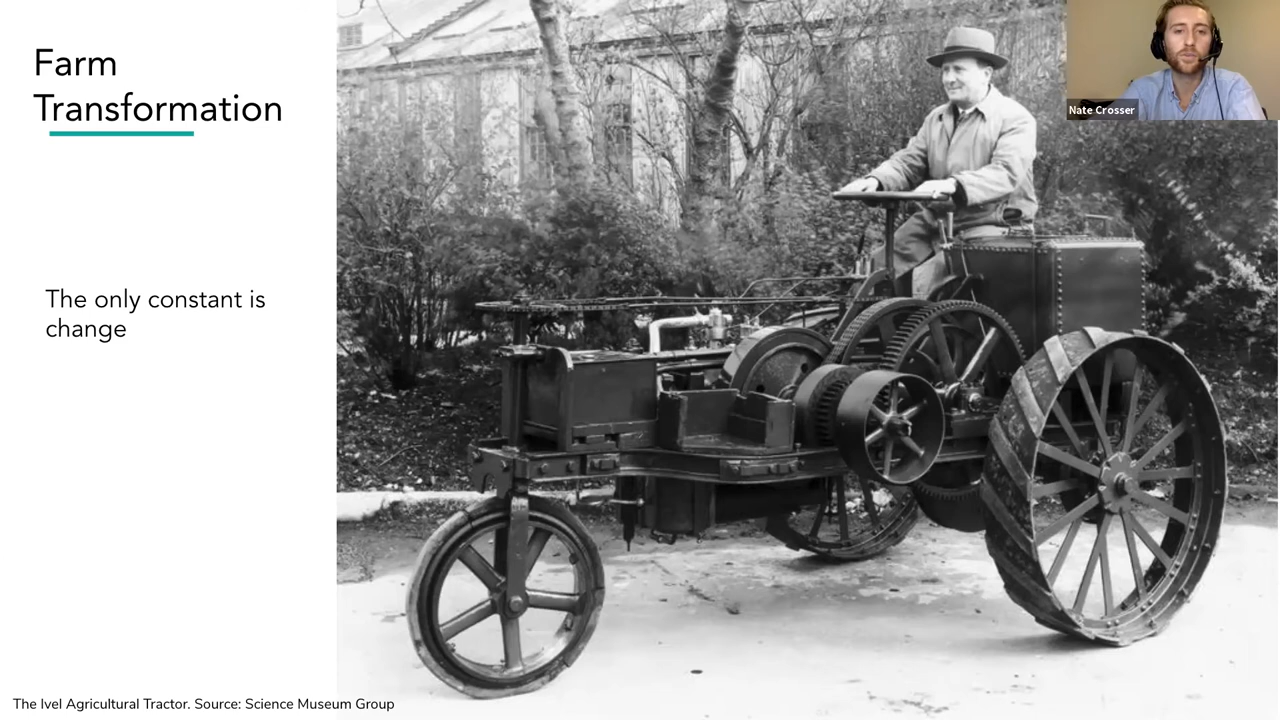 Farm
Transformation
The only constant is
change
Nate Crosser
The Ivel Agricultural Tractor. Source: Science Museum Group